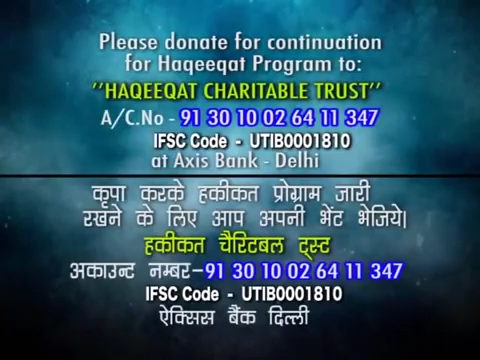 Please donate for continuation
for Haqeeqat Program to:
''HAQEEQAT CHARITABLE TRUST''
A/C.No - 91 30 10 02 64 11 347
IFSC Code - UTIB0001810
at Axis Bank - Delhi
कृपा करके हकीकत प्रोग्राम जारी
रखने के लिए आप अपनी भेंट भेजिये।
हकीकत चैरिटबल ट्रस्ट
अकाउन्ट नम्बर-91 30 10 02 64 11 347
IFSC Code - UTIB0001810
ऐक्सिस बैंक दिल्ली